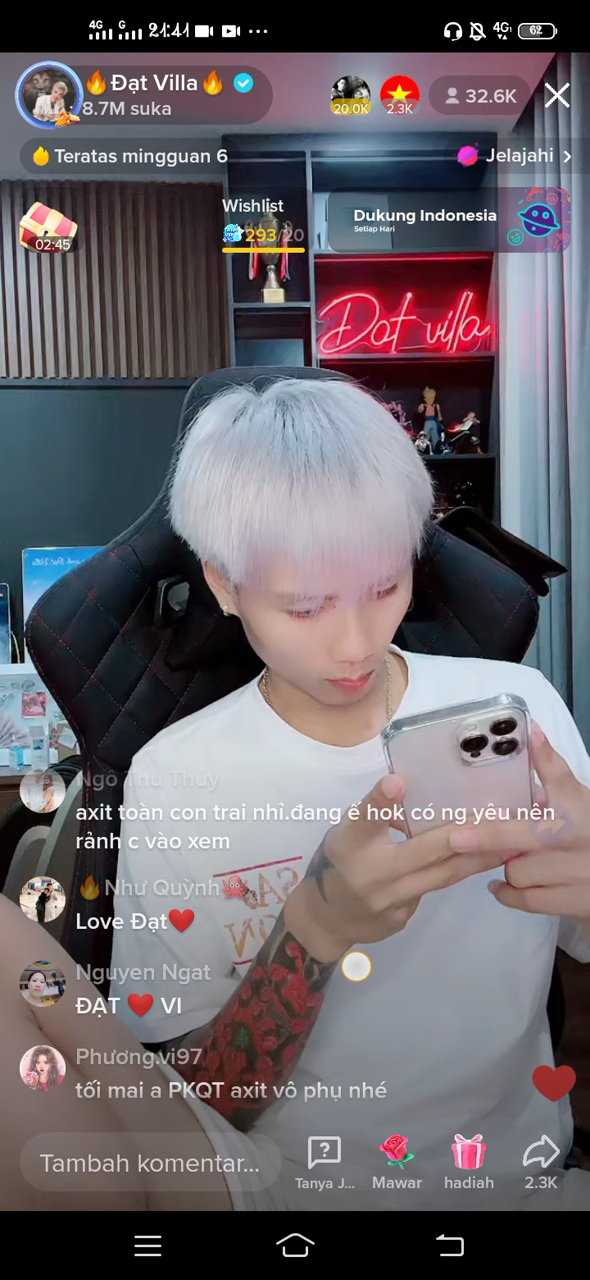 4G G 21:41 4G 62
🔥Đạt Villa🔥
8.7M suka
20.0K 2.3K 32.6K
Teratas mingguan 6 Jelajahi
02:45
Wishlist
293/20
Dukung Indonesia
Setiap Hari
Dat villa
Ngô Thu Thủy
axit toàn con trai nhỉ.đang ế hok có ng yêu nên
rảnh c vào xem
🔥Như Quỳnh🐙
Love Đạt❤️
Nguyen Ngat
ĐẠT ❤️ VI
Phương.vi97
tối mai a PKQT axit vô phụ nhé
Tambah komentar...
Tanya J... Mawar hadiah 2.3K